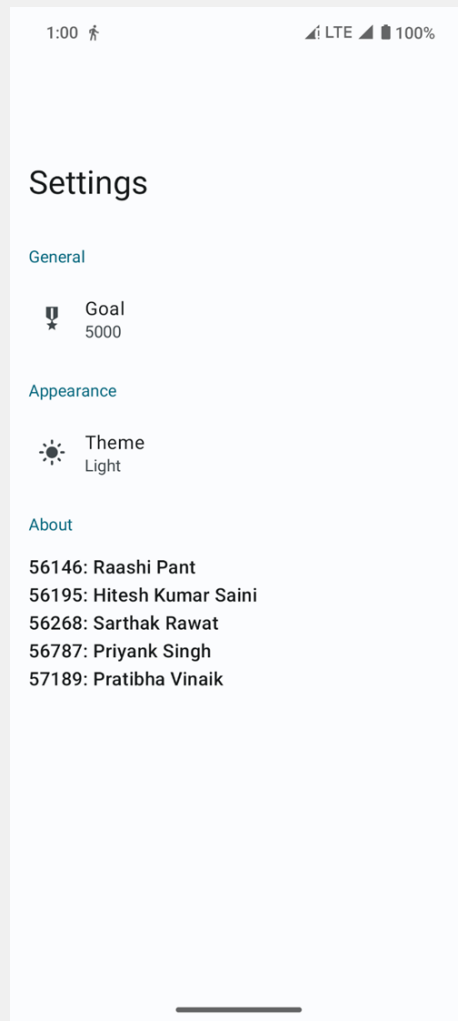 1:00 LTE 100%
Settings
General
Goal
5000
Appearance
Theme
Light
About
56146: Raashi Pant
56195: Hitesh Kumar Saini
56268: Sarthak Rawat
56787: Priyank Singh
57189: Pratibha Vinaik